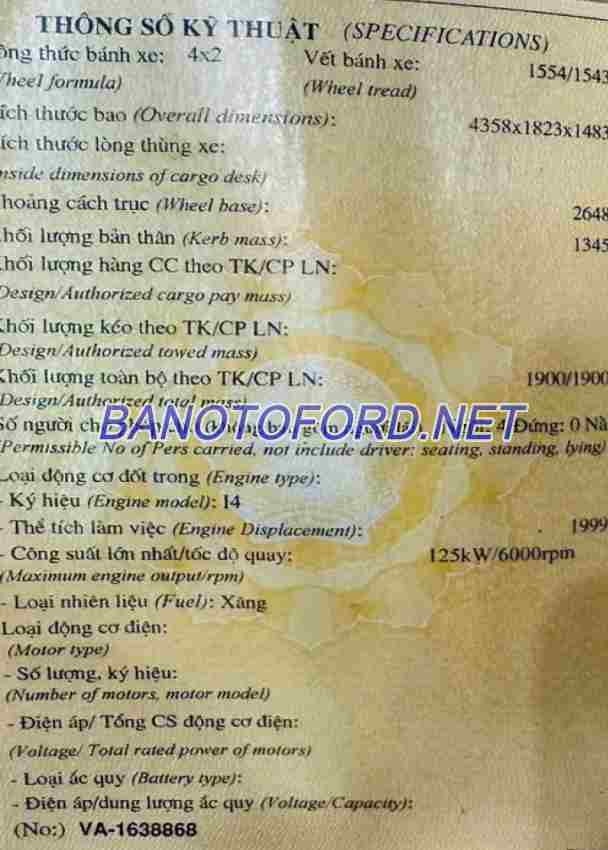 THÔNG SỐ KỸ THUẬT (SPECIFICATIONS)
ông thức bánh xe: 4x2 Vết bánh xe: 1554/1543
Wheel formula) (Wheel tread)
ích thước bao (Overall dimensions): 4358x1823x1483
ích thước lòng thùng xe:
nside dimensions of cargo desk)
hoảng cách trục (Wheel base): 2648
Khối lượng bản thân (Kerb mass): 1345
Khối lượng hàng CC theo TK/CP LN:
Design/Authorized cargo pay mass)
Khối lượng kéo theo TK/CP LN:
Design/Authorized towed mass)
Khối lượng toàn bộ theo TK/CP LN: 1900/1900
Design/Authorized total mass)
BANOTOFORD.NET
Số người cho 4 Đứng: 0 Nằ
(Permissible No of Pers carried, not include driver: seating, standing, lying)
Loại động cơ đốt trong (Engine type):
- Ký hiệu (Engine model): I4
- Thể tích làm việc (Engine Displacement): 1999
- Công suất lớn nhất/tốc độ quay: 125kW/6000rpm
(Maximum engine output/rpm)
- Loại nhiên liệu (Fuel): Xăng
Loại động cơ điện:
(Motor type)
- Số lượng, ký hiệu:
(Number of motors, motor model)
- Điện áp/ Tổng CS động cơ điện:
(Voltage/ Total rated power of motors)
- Loại ắc quy (Battery type):
- Điện áp/dung lượng ắc quy (Voltage/Capacity):
(No:) VA-1638868